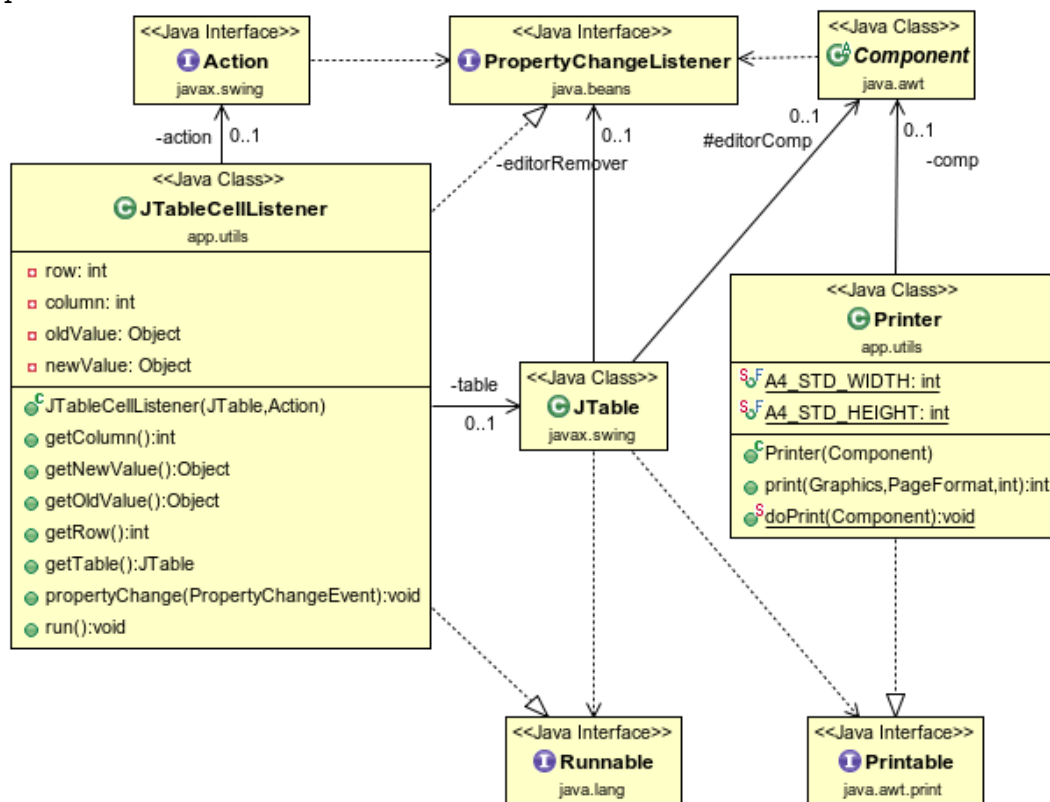 <<Java Interface>>
Action
javax.swing
<<Java Interface>>
PropertyChangeListener
java.beans
<<Java Class>>
Component
java.awt
-action
0..1
0..1
-editorRemover
0..1
#editorComp
0..1
-comp
<<Java Class>>
JTableCellListener
app.utils
row: int
column: int
oldValue: Object
newValue: Object
JTableCellListener(JTable,Action)
getColumn():int
getNewValue():Object
getOldValue():Object
getRow():int
getTable():JTable
propertyChange(PropertyChangeEvent):void
run():void
-table
0..1
<<Java Class>>
JTable
javax.swing
<<Java Class>>
Printer
app.utils
A4_STD_WIDTH: int
A4_STD_HEIGHT: int
Printer(Component)
print(Graphics,PageFormat,int):int
doPrint(Component):void
<<Java Interface>>
Runnable
java.lang
<<Java Interface>>
Printable
java.awt.print